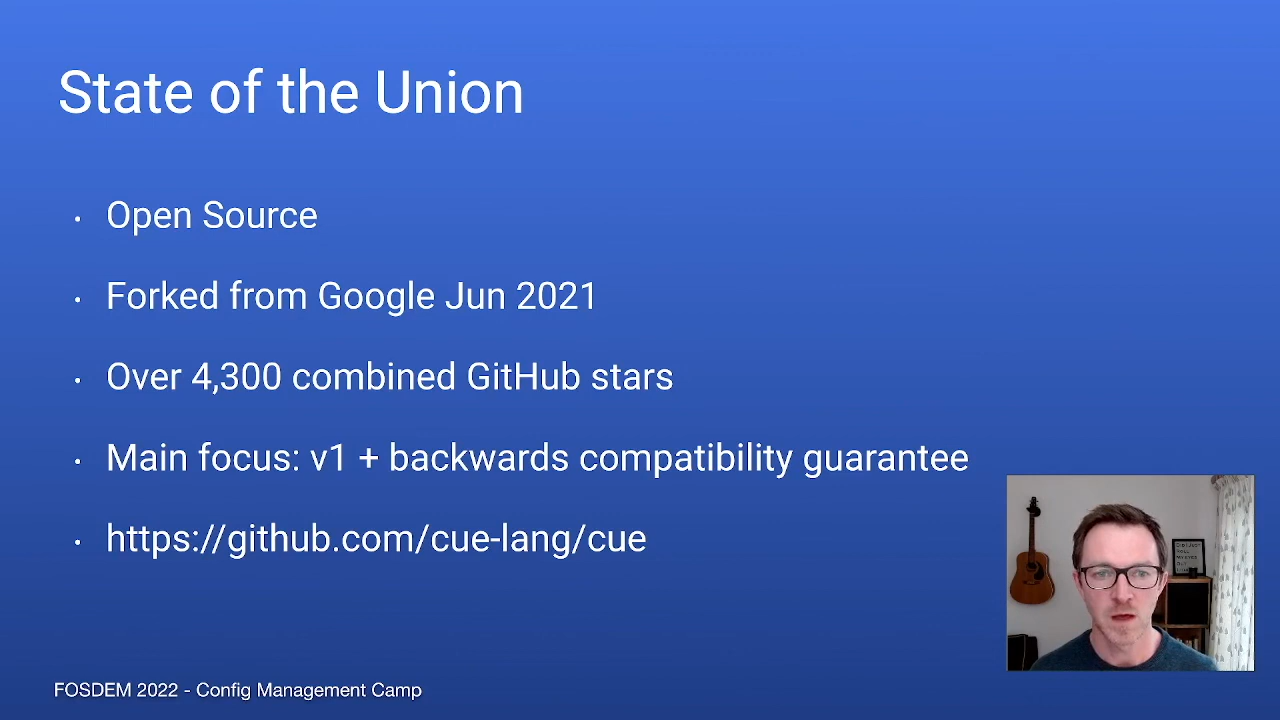 State of the Union
· Open Source
· Forked from Google Jun 2021
· Over 4,300 combined GitHub stars
· Main focus: v1 + backwards compatibility guarantee
· https://github.com/cue-lang/cue
FOSDEM 2022 - Config Management Camp